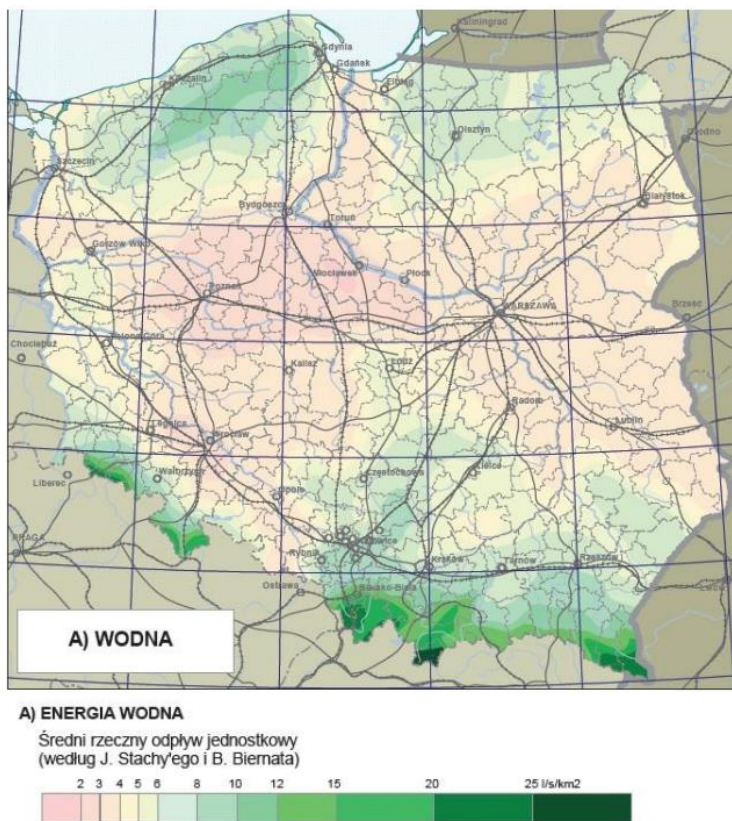 Kaliningrad
Gdynia
Gdańsk
Koszalin
Elbląg
Olsztyn
Grodno
Szczecin
Białystok
Bydgoszcz
Toruń
Gorzów Wlkp.
Włocławek
Płock
Poznań
WARSZAWA
Brześć
Zielona Góra
Chociebuż
Łódź
Kalisz
Radom
Lublin
Legnica
Wrocław
Liberec
Wałbrzych
Częstochowa
Kielce
Opole
PRAGA
Katowice
Rybnik
Kraków
Tarnów
Rzeszów
Lwów
Ostrawa
Bielsko-Biała
A) WODNA
A) ENERGIA WODNA
Średni rzeczny odpływ jednostkowy
(według J. Stachy'ego i B. Biernata)
2 3 4 5 6 8 10 12 15 20 25 l/s/km2